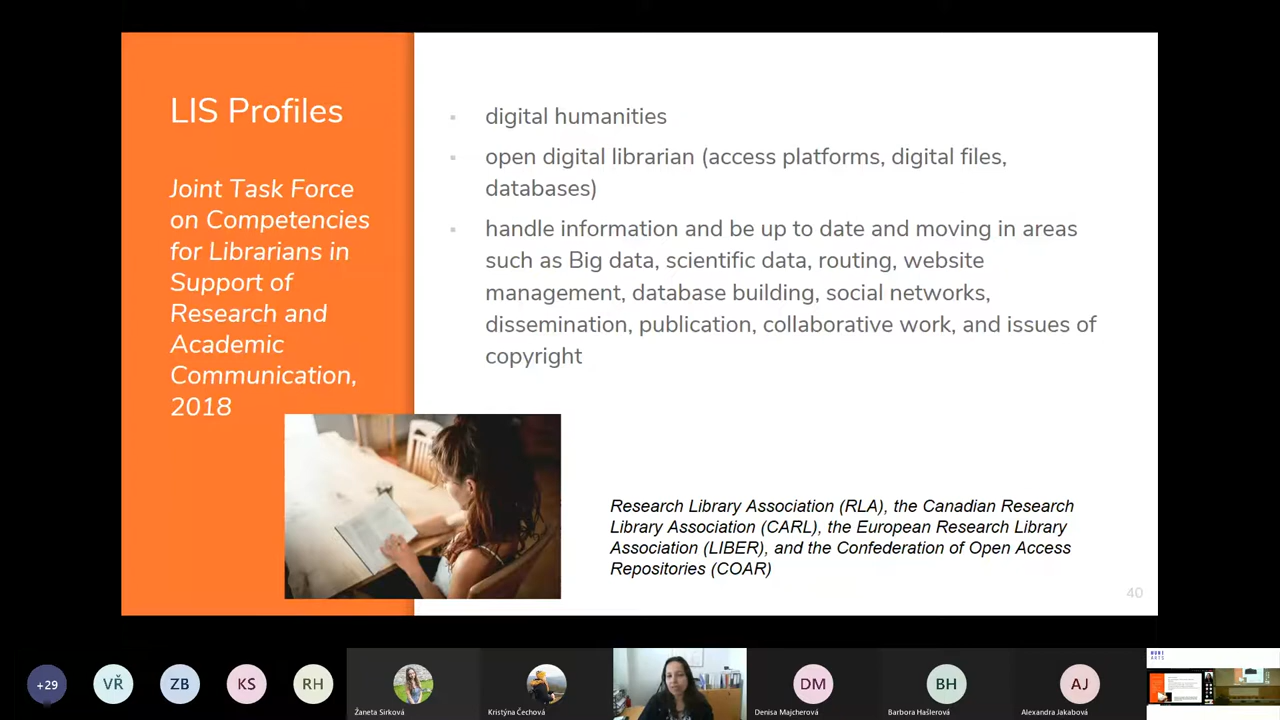 LIS Profiles
Joint Task Force
on Competencies
for Librarians in
Support of
Research and
Academic
Communication,
2018
digital humanities
open digital librarian (access platforms, digital files,
databases)
handle information and be up to date and moving in areas
such as Big data, scientific data, routing, website
management, database building, social networks,
dissemination, publication, collaborative work, and issues of
copyright
Research Library Association (RLA), the Canadian Research
Library Association (CARL), the European Research Library
Association (LIBER), and the Confederation of Open Access
Repositories (COAR)
40
+29
VŘ
ZB
KS
RH
Žaneta Sirková
Kristýna Čechová
DM
Denisa Majcherová
BH
Barbora Hašlerová
AJ
Alexandra Jakabová
MUNI
ARTS